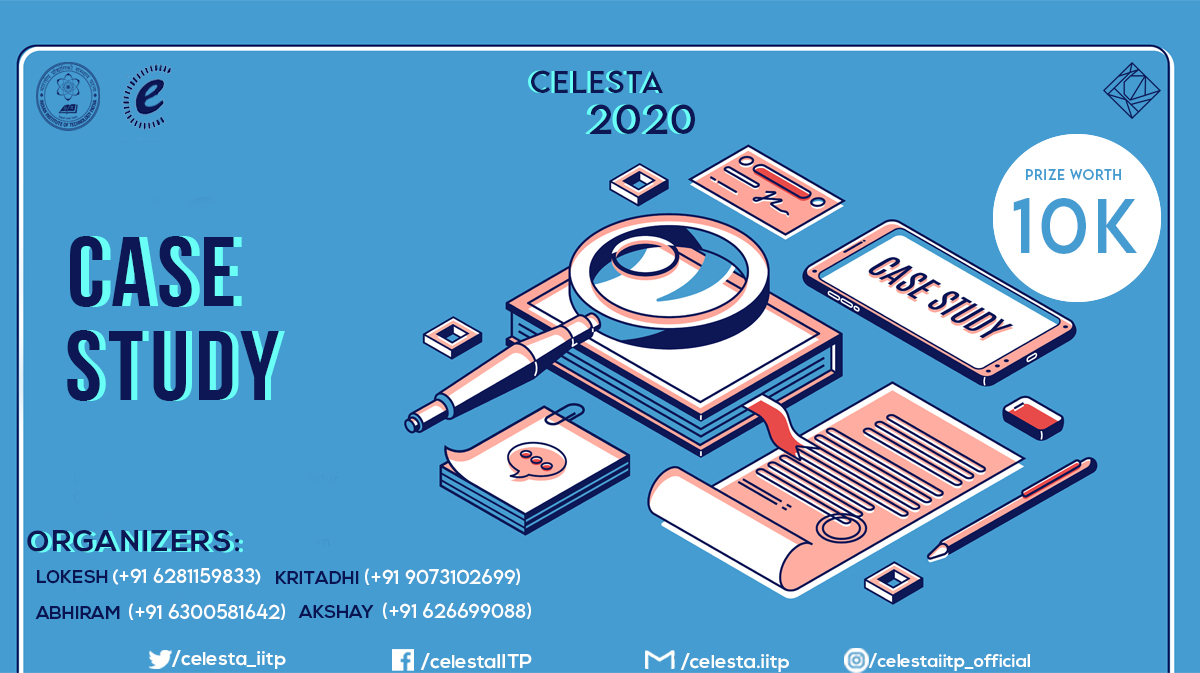 CELESTA
2020
PRIZE WORTH
10K
CASE
STUDY
CASE STUDY
ORGANIZERS:
LOKESH (+91 6281159833) KRITADHI (+91 9073102699)
ABHIRAM (+91 6300581642) AKSHAY (+91 626699088)
/celesta_iitp /celestaIITP /celesta.iitp /celestaiitp_official